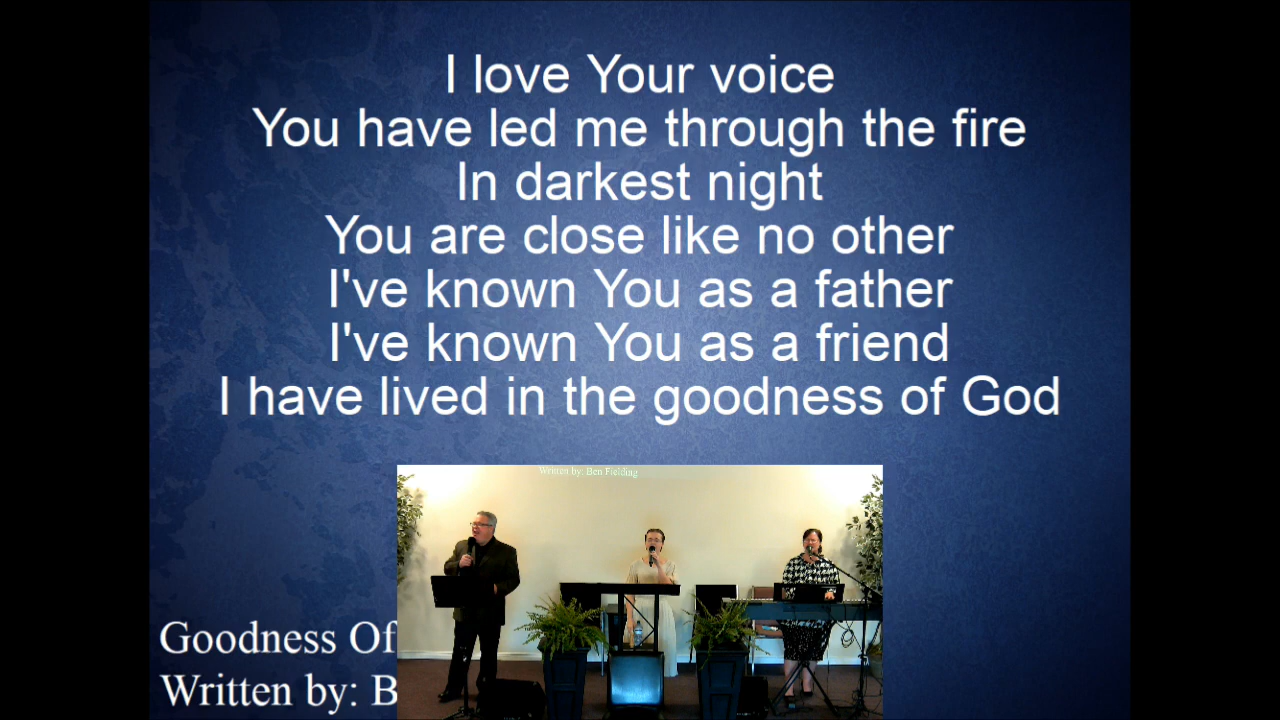 I love Your voice
You have led me through the fire
In darkest night
You are close like no other
I've known You as a father
I've known You as a friend
I have lived in the goodness of God
Written by: Ben Fielding
Goodness Of
Written by: B